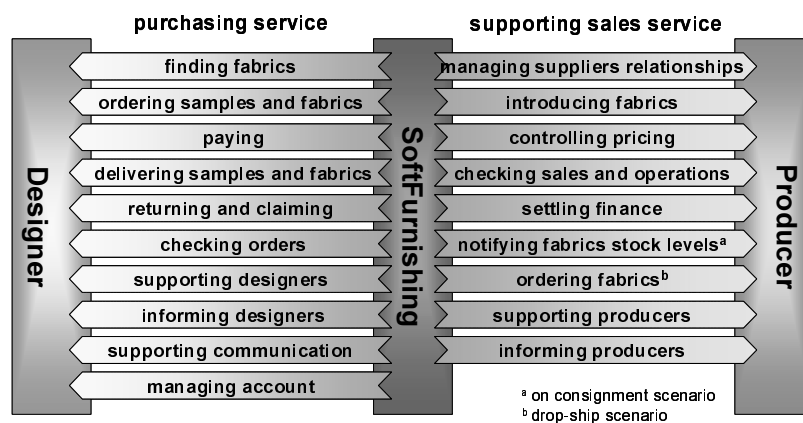 purchasing service
supporting sales service
Designer
SoftFurnishing
Producer
finding fabrics
ordering samples and fabrics
paying
delivering samples and fabrics
returning and claiming
checking orders
supporting designers
informing designers
supporting communication
managing account
managing suppliers relationships
introducing fabrics
controlling pricing
checking sales and operations
settling finance
notifying fabrics stock levelsᵃ
ordering fabricsᵇ
supporting producers
informing producers
ᵃ on consignment scenario
ᵇ drop-ship scenario